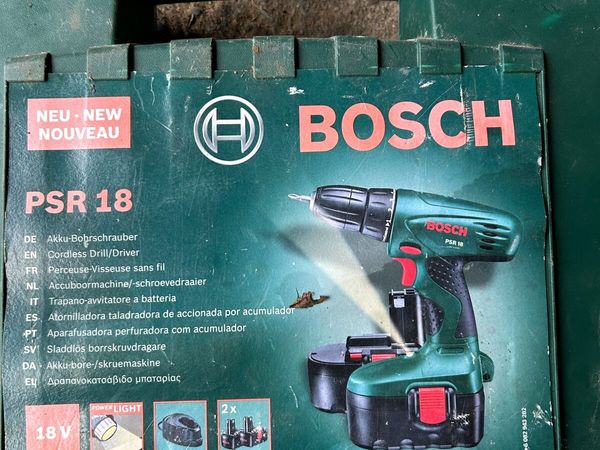 NEU · NEW
NOUVEAU
BOSCH
PSR 18
DE Akku-Bohrschrauber
EN Cordless Drill/Driver
FR Perceuse-Visseuse sans fil
NL Accuboormachine/-schroevedraaier
IT Trapano-avvitatore a batteria
ES Atornilladora taladradora de accionada por acumulador
PT Aparafusadora perfuradora com acumulador
SV Sladdlös borrskruvdragare
DA Akku-bore-/skruemaskine
EL Δραπανοκατσάβιδο μπαταρίας
BOSCH
PSR 18
18 V
POWER LIGHT
2 x